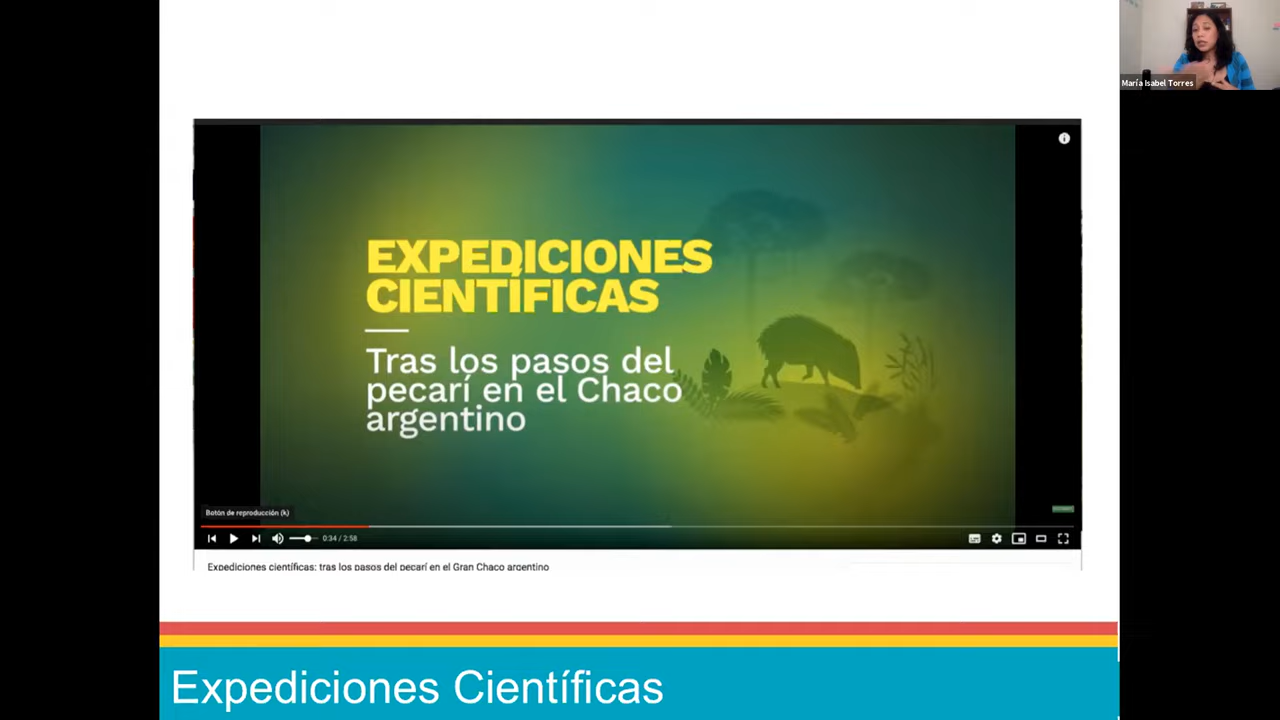 María Isabel Torres
EXPEDICIONES
CIENTÍFICAS
Tras los pasos del
pecarí en el Chaco
argentino
Botón de reproducción (k)
0:34 / 2:58
Expediciones científicas: tras los pasos del pecarí en el Gran Chaco argentino
Expediciones Científicas